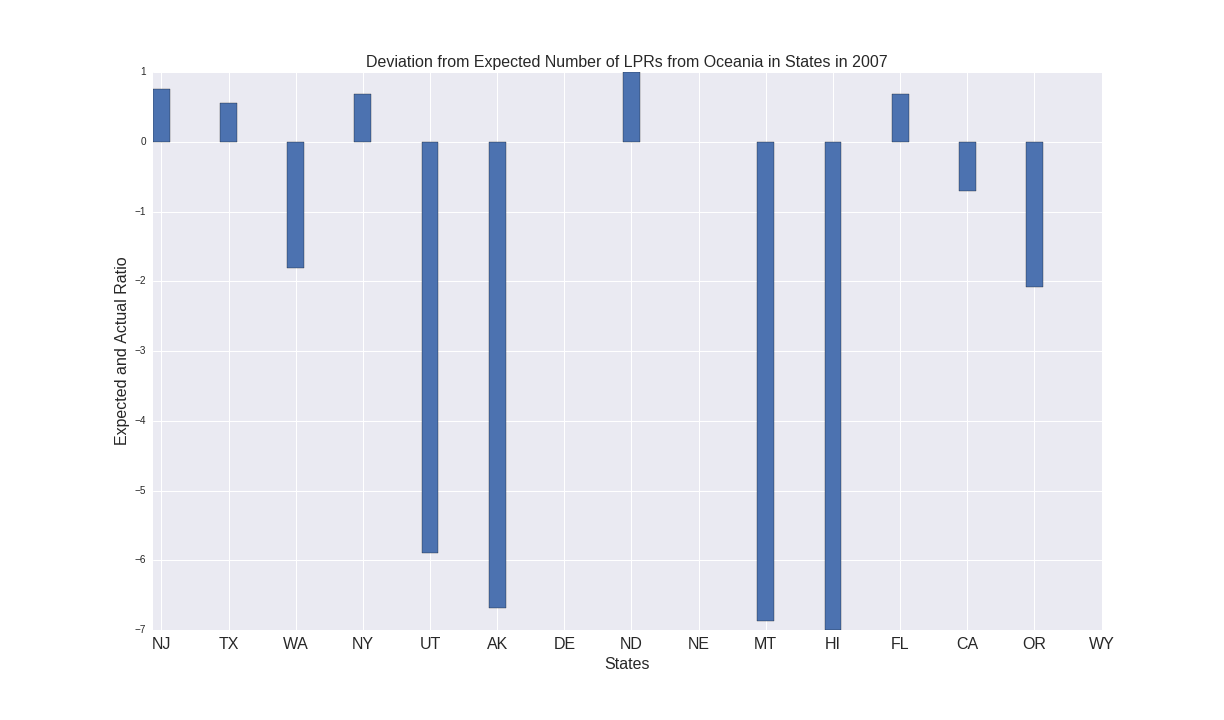 Deviation from Expected Number of LPRs from Oceania in States in 2007
Expected and Actual Ratio
1
0
−1
−2
−3
−4
−5
−6
−7
NJ TX WA NY UT AK DE ND NE MT HI FL CA OR WY
States